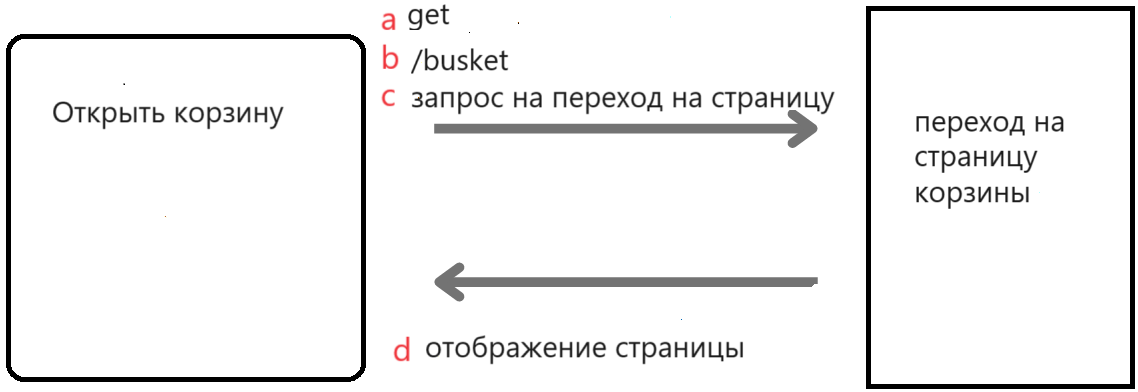 a get
b /busket
c запрос на переход на страницу
Открыть корзину
переход на
страницу
корзины
d отображение страницы